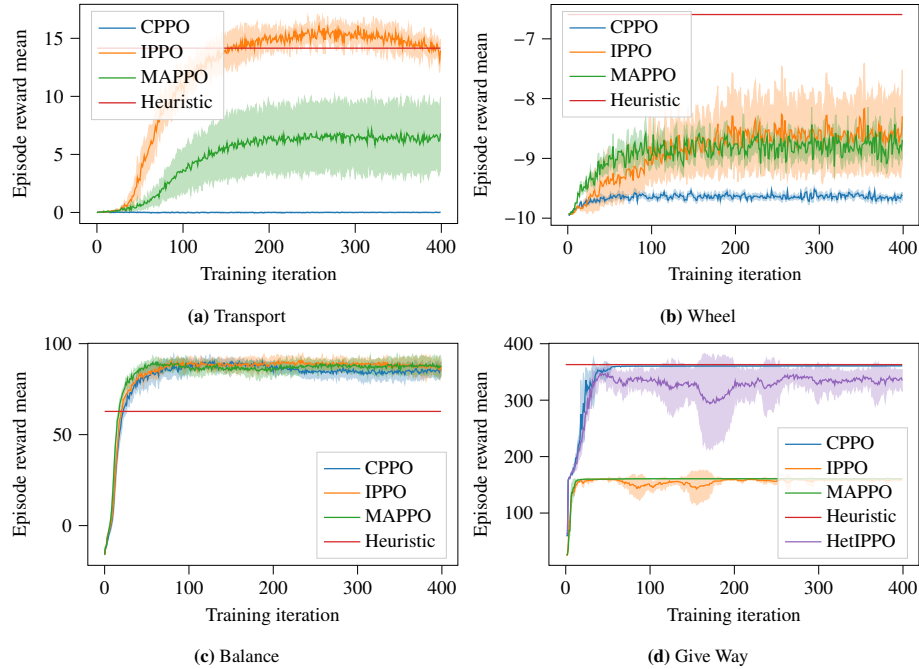 Episode reward mean
15
10
5
0
CPPO
IPPO
MAPPO
Heuristic
0
100
200
300
400
Training iteration
(a) Transport
Episode reward mean
−7
−8
−9
−10
CPPO
IPPO
MAPPO
Heuristic
0
100
200
300
400
Training iteration
(b) Wheel
Episode reward mean
100
50
0
CPPO
IPPO
MAPPO
Heuristic
0
100
200
300
400
Training iteration
(c) Balance
Episode reward mean
400
300
200
100
CPPO
IPPO
MAPPO
Heuristic
HetIPPO
0
100
200
300
400
Training iteration
(d) Give Way